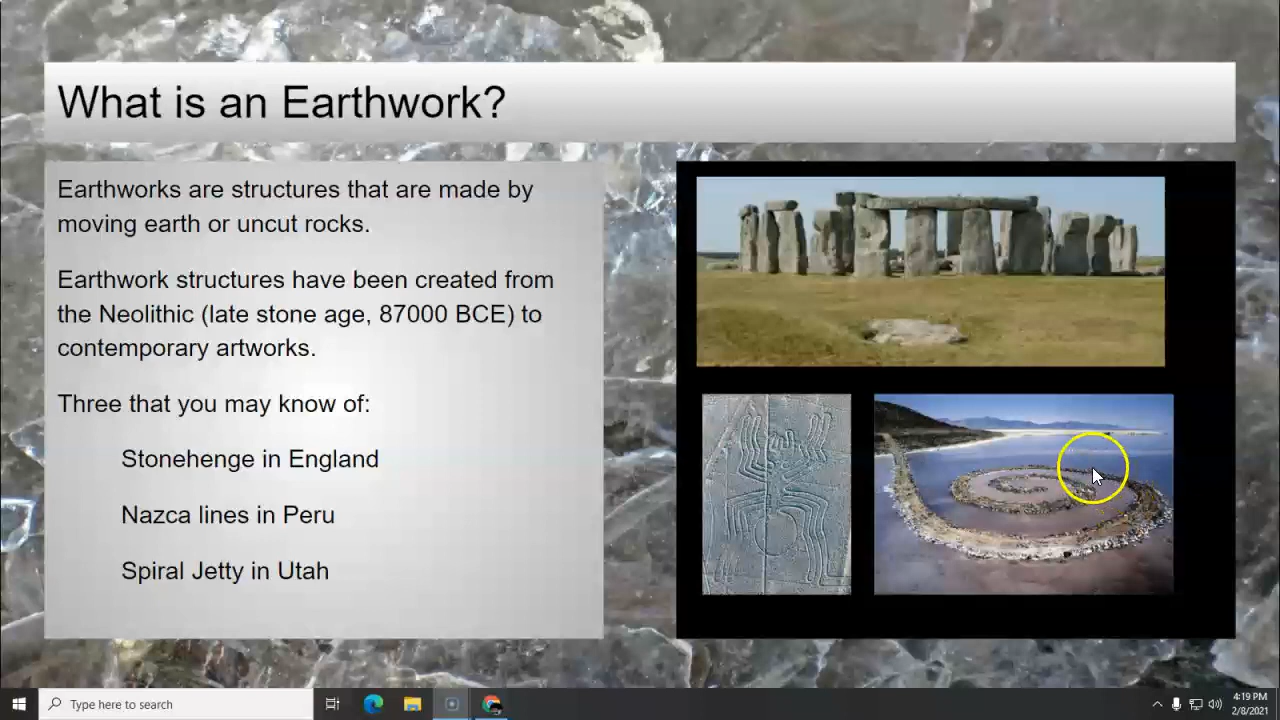 What is an Earthwork?
Earthworks are structures that are made by
moving earth or uncut rocks.
Earthwork structures have been created from
the Neolithic (late stone age, 87000 BCE) to
contemporary artworks.
Three that you may know of:
Stonehenge in England
Nazca lines in Peru
Spiral Jetty in Utah
Type here to search
4:19 PM
2/8/2021